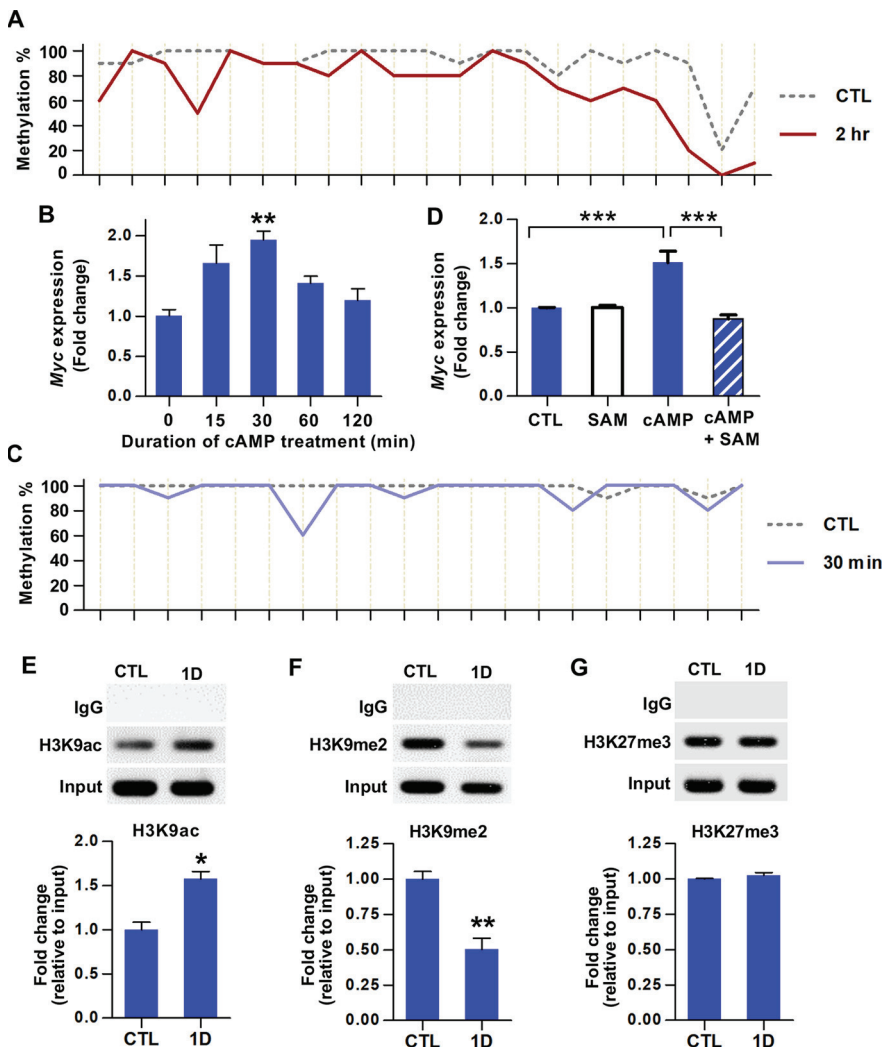 A
Methylation %
100
80
60
40
20
0
CTL
2 hr
B
Myc expression
(Fold change)
2.0
1.5
1.0
0.5
0.0
**
0 15 30 60 120
Duration of cAMP treatment (min)
D
Myc expression
(Fold change)
2.0
1.5
1.0
0.5
0.0
*** ***
CTL SAM cAMP cAMP
+ SAM
C
Methylation %
100
80
60
40
20
0
CTL
30 min
E
CTL 1D
IgG
H3K9ac
Input
H3K9ac
Fold change
(relative to input)
2.0
1.5
1.0
0.5
0.0
*
CTL 1D
F
CTL 1D
IgG
H3K9me2
Input
H3K9me2
Fold change
(relative to input)
1.25
1.00
0.75
0.50
0.25
0.00
**
CTL 1D
G
CTL 1D
IgG
H3K27me3
Input
H3K27me3
Fold change
(relative to input)
1.25
1.00
0.75
0.50
0.25
0.00
CTL 1D